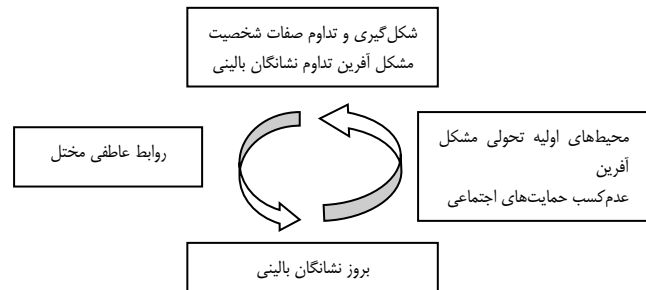 شکل‌گیری و تداوم صفات شخصیت
مشکل آفرین تداوم نشانگان بالینی
محیط‌های اولیه تحولی مشکل
آفرین
عدم‌کسب حمایت‌های اجتماعی
روابط عاطفی مختل
بروز نشانگان بالینی